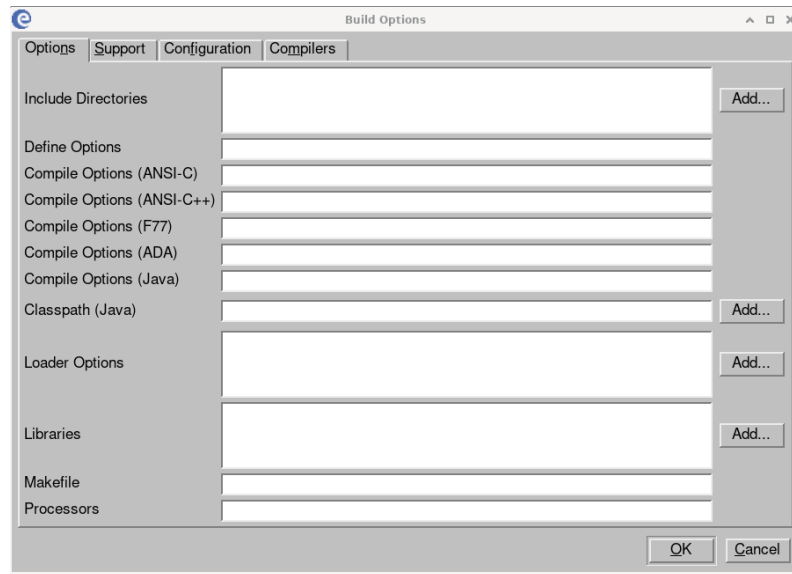 Build Options
Options Support Configuration Compilers
Include Directories Add...
Define Options
Compile Options (ANSI-C)
Compile Options (ANSI-C++)
Compile Options (F77)
Compile Options (ADA)
Compile Options (Java)
Classpath (Java) Add...
Loader Options Add...
Libraries Add...
Makefile
Processors
OK Cancel